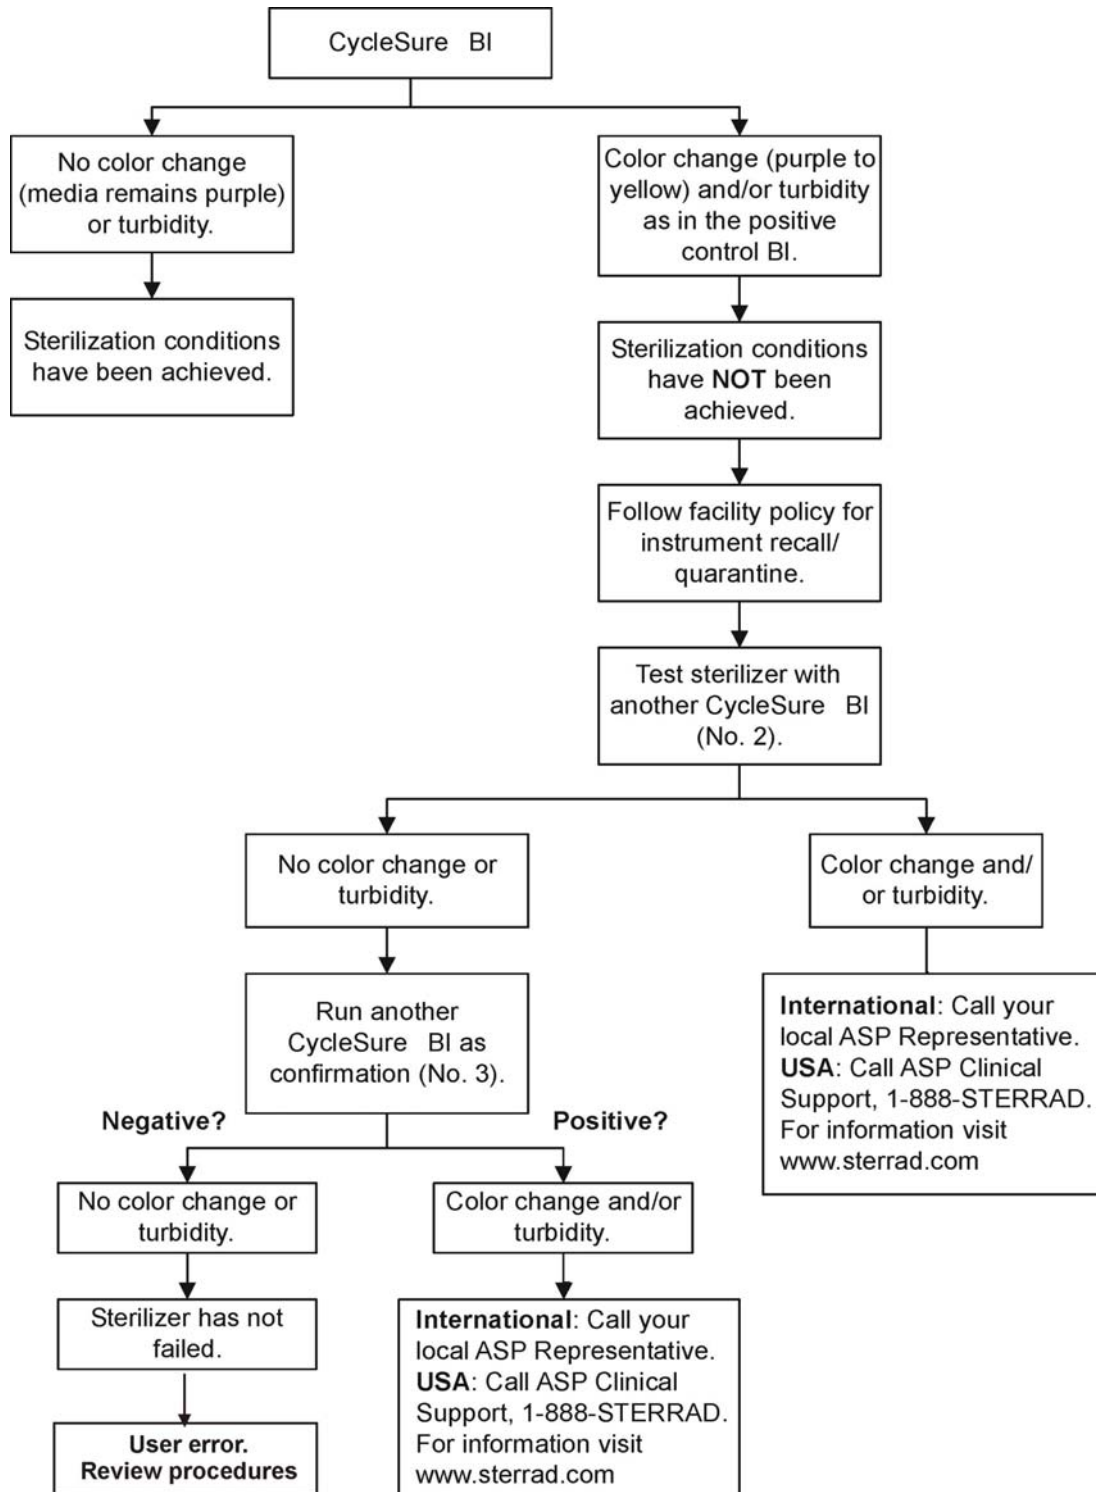 CycleSure BI
No color change
(media remains purple)
or turbidity.
Color change (purple to
yellow) and/or turbidity
as in the positive
control BI.
Sterilization conditions
have been achieved.
Sterilization conditions
have NOT been
achieved.
Follow facility policy for
instrument recall/
quarantine.
Test sterilizer with
another CycleSure BI
(No. 2).
No color change or
turbidity.
Color change and/
or turbidity.
Run another
CycleSure BI as
confirmation (No. 3).
International: Call your
local ASP Representative.
USA: Call ASP Clinical
Support, 1-888-STERRAD.
For information visit
www.sterrad.com
Negative?
Positive?
No color change or
turbidity.
Color change and/or
turbidity.
Sterilizer has not
failed.
User error.
Review procedures
International: Call your
local ASP Representative.
USA: Call ASP Clinical
Support, 1-888-STERRAD.
For information visit
www.sterrad.com